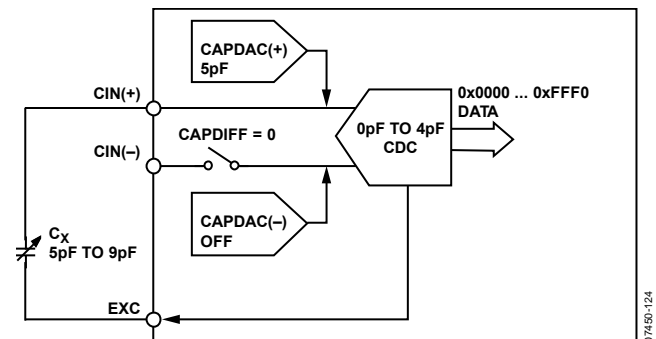 CAPDAC(+)
5pF
CIN(+)
0x0000 ... 0xFFF0
DATA
CAPDIFF = 0
0pF TO 4pF
CDC
CIN(–)
CAPDAC(–)
OFF
CX
5pF TO 9pF
EXC
07450-124